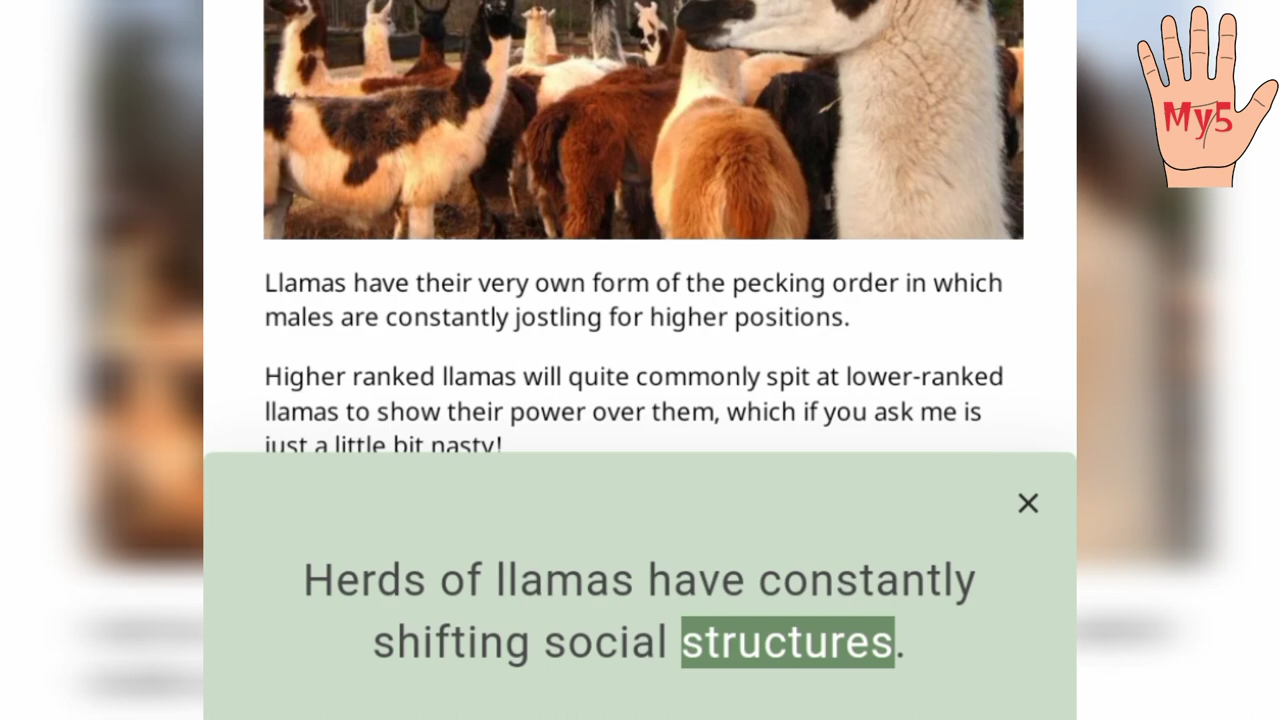 My5
Llamas have their very own form of the pecking order in which
males are constantly jostling for higher positions.
Higher ranked llamas will quite commonly spit at lower-ranked
llamas to show their power over them, which if you ask me is
just a little bit nasty!
Herds of llamas have constantly
shifting social structures.